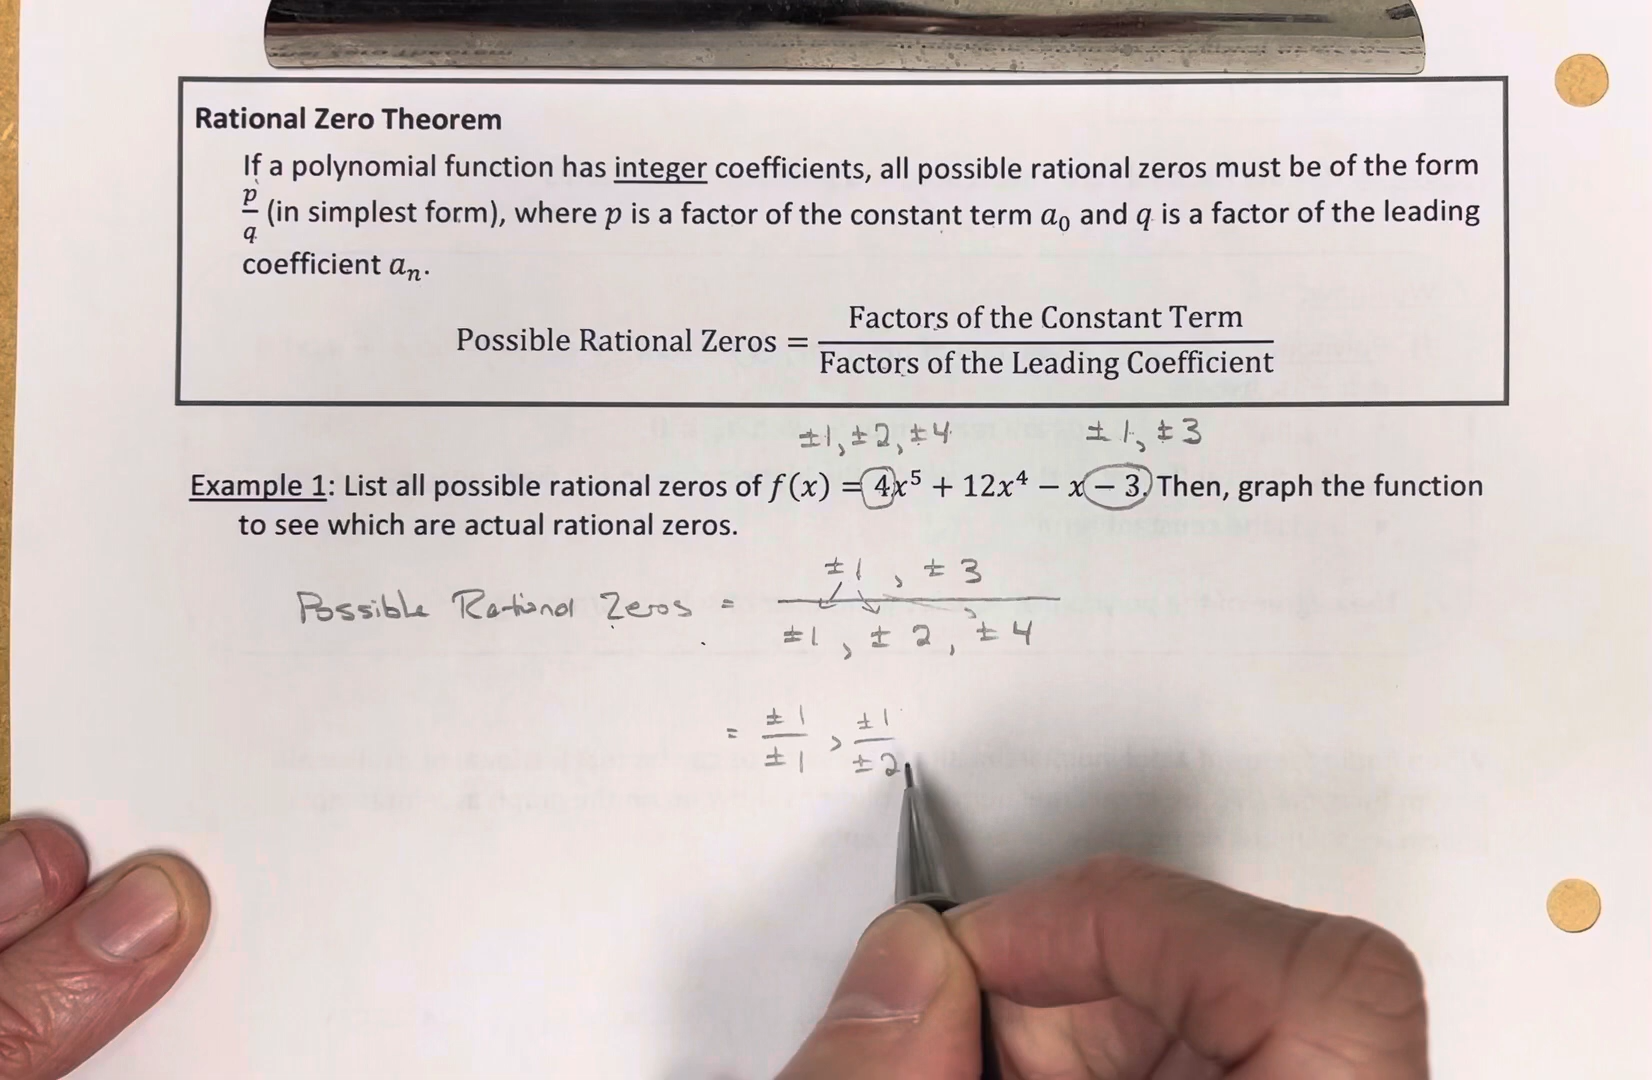 Rational Zero Theorem
If a polynomial function has integer coefficients, all possible rational zeros must be of the form
p/q (in simplest form), where p is a factor of the constant term a₀ and q is a factor of the leading
coefficient aₙ.
Possible Rational Zeros = Factors of the Constant Term / Factors of the Leading Coefficient
±1, ±2, ±4 ±1, ±3
Example 1: List all possible rational zeros of f(x) = 4x⁵ + 12x⁴ − x − 3. Then, graph the function
to see which are actual rational zeros.
Possible Rational Zeros = ±1, ±3 / ±1, ±2, ±4
= ±1/±1, ±1/±2